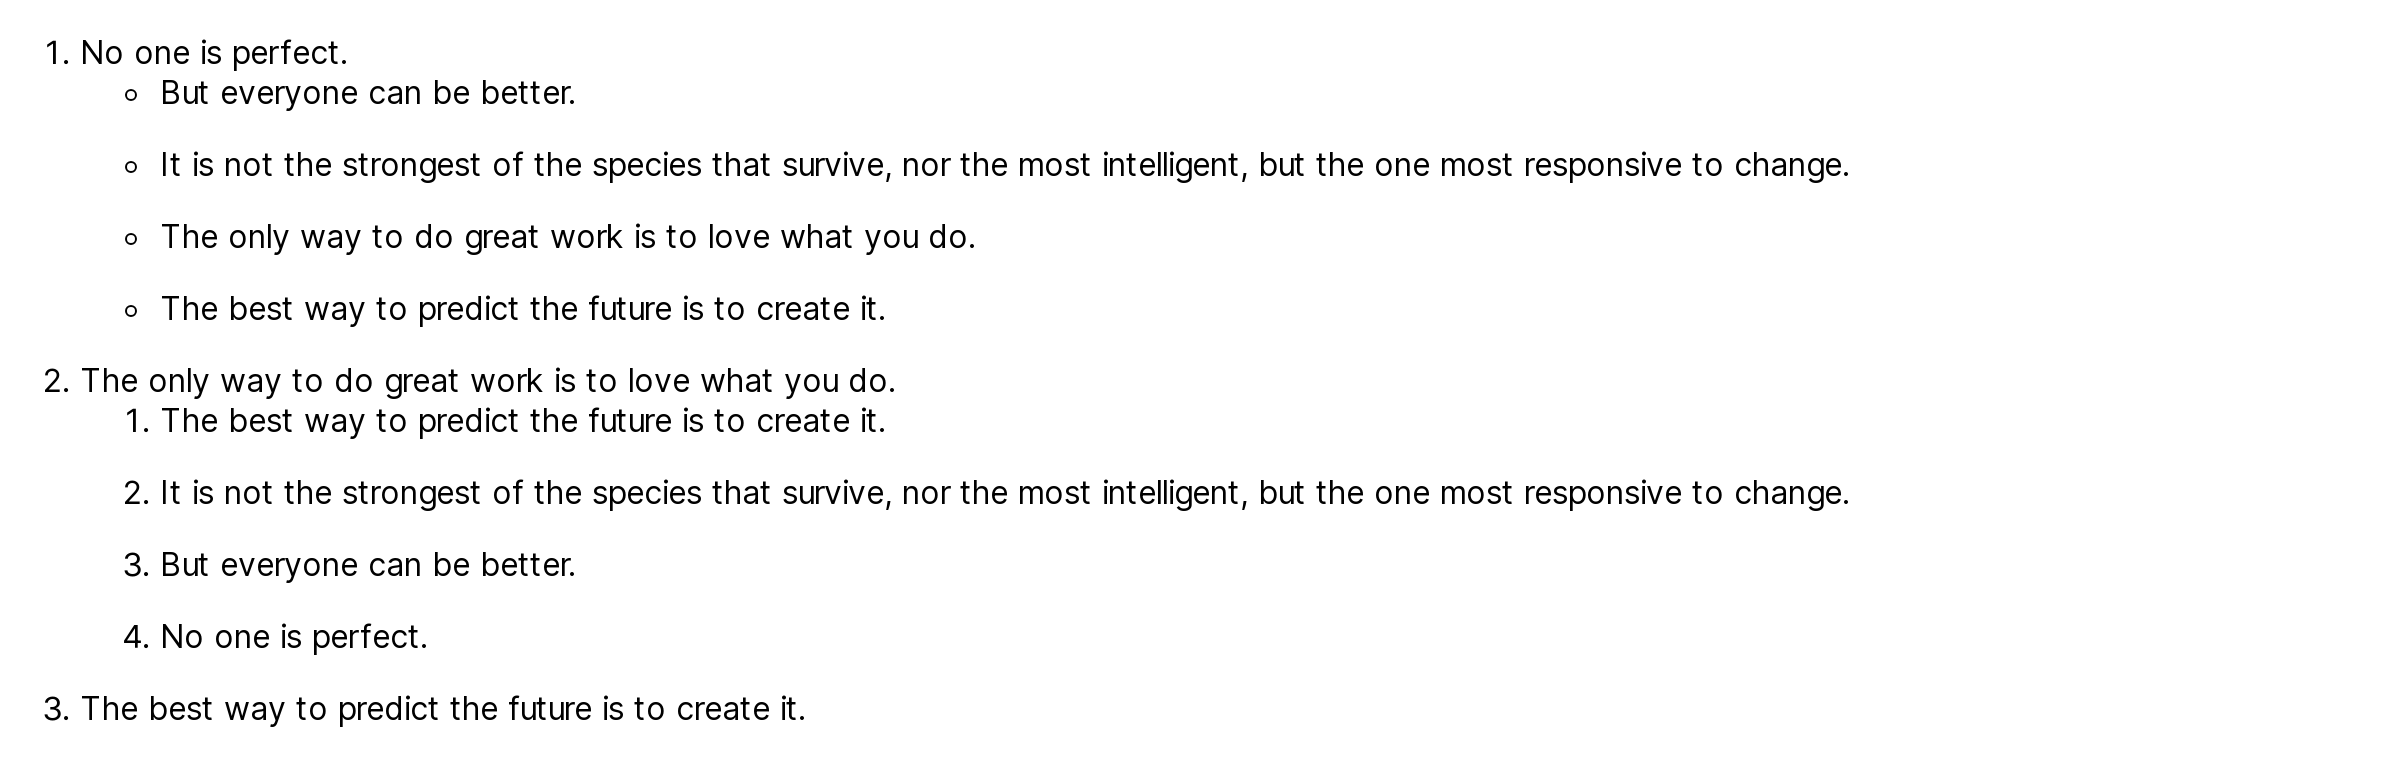 1. No one is perfect.
◦ But everyone can be better.
◦ It is not the strongest of the species that survive, nor the most intelligent, but the one most responsive to change.
◦ The only way to do great work is to love what you do.
◦ The best way to predict the future is to create it.
2. The only way to do great work is to love what you do.
1. The best way to predict the future is to create it.
2. It is not the strongest of the species that survive, nor the most intelligent, but the one most responsive to change.
3. But everyone can be better.
4. No one is perfect.
3. The best way to predict the future is to create it.